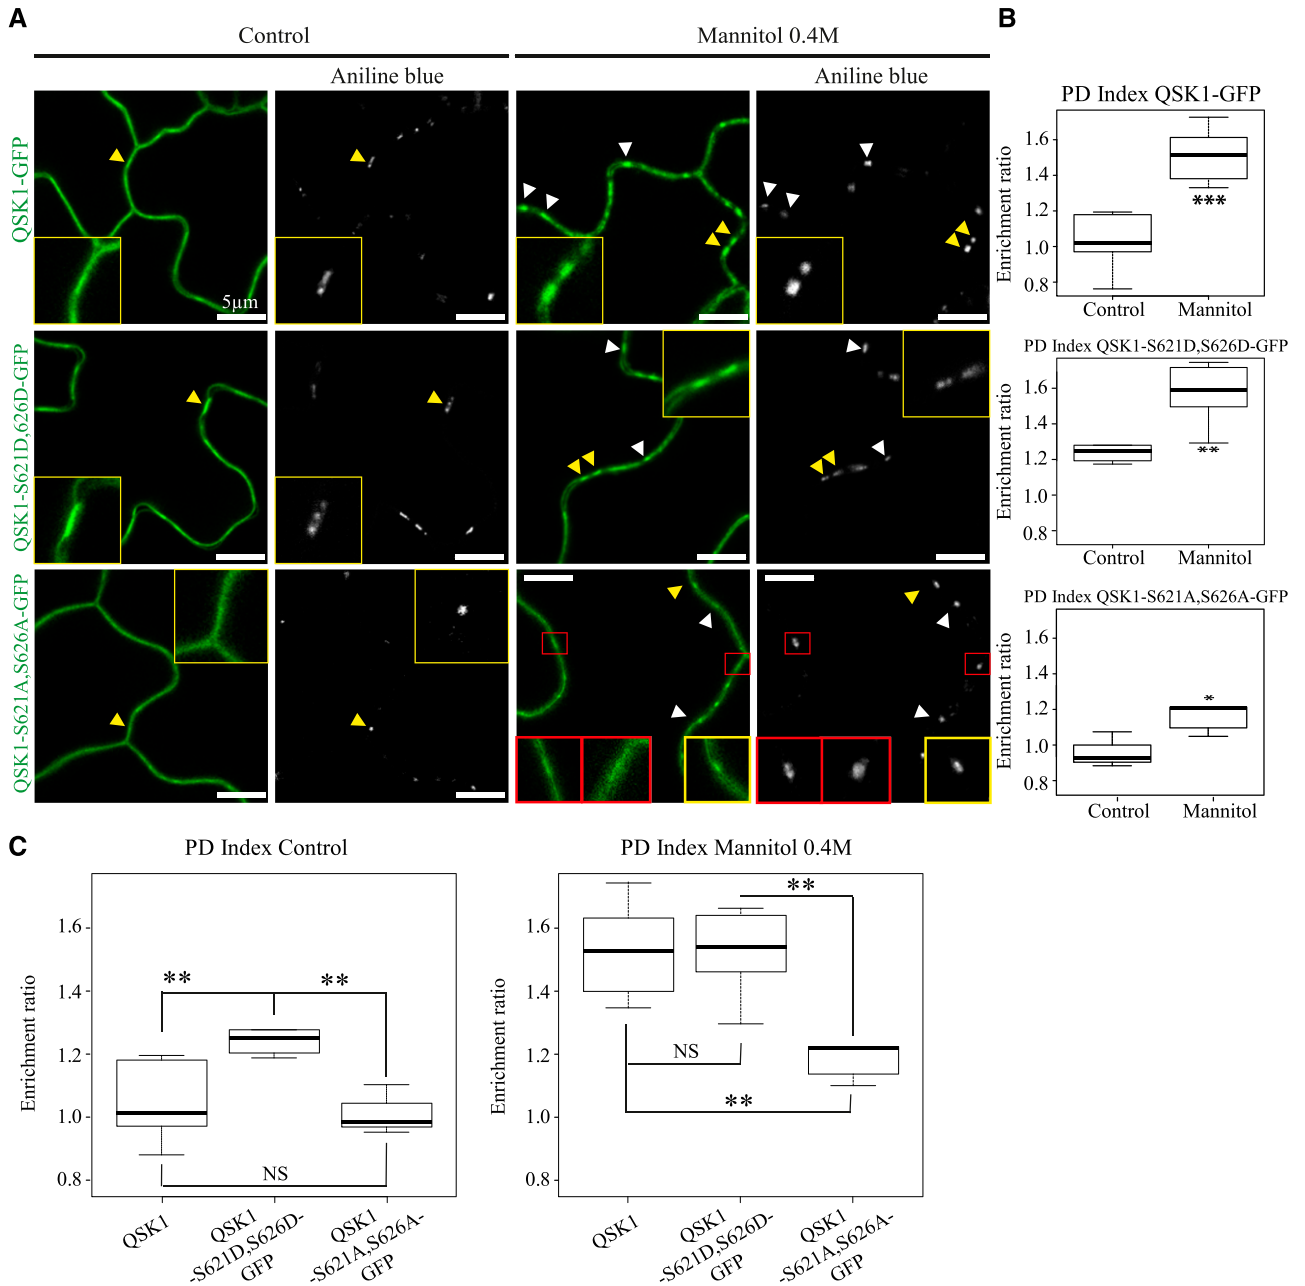 A
Control
Mannitol 0.4M
Aniline blue
Aniline blue
QSK1-GFP
5µm
QSK1-S621D,626D-GFP
QSK1-S621A,S626A-GFP
B
PD Index QSK1-GFP
Enrichment ratio
1.6
1.4
1.2
1.0
0.8
***
Control
Mannitol
PD Index QSK1-S621D,S626D-GFP
Enrichment ratio
1.6
1.4
1.2
1.0
0.8
**
Control
Mannitol
PD Index QSK1-S621A,S626A-GFP
Enrichment ratio
1.6
1.4
1.2
1.0
0.8
*
Control
Mannitol
C
PD Index Control
Enrichment ratio
1.6
1.4
1.2
1.0
0.8
**
**
NS
QSK1
QSK1
-S621D,S626D-
GFP
QSK1
-S621A,S626A-
GFP
PD Index Mannitol 0.4M
Enrichment ratio
1.6
1.4
1.2
1.0
0.8
**
NS
**
QSK1
QSK1
-S621D,S626D-
GFP
QSK1
-S621A,S626A-
GFP